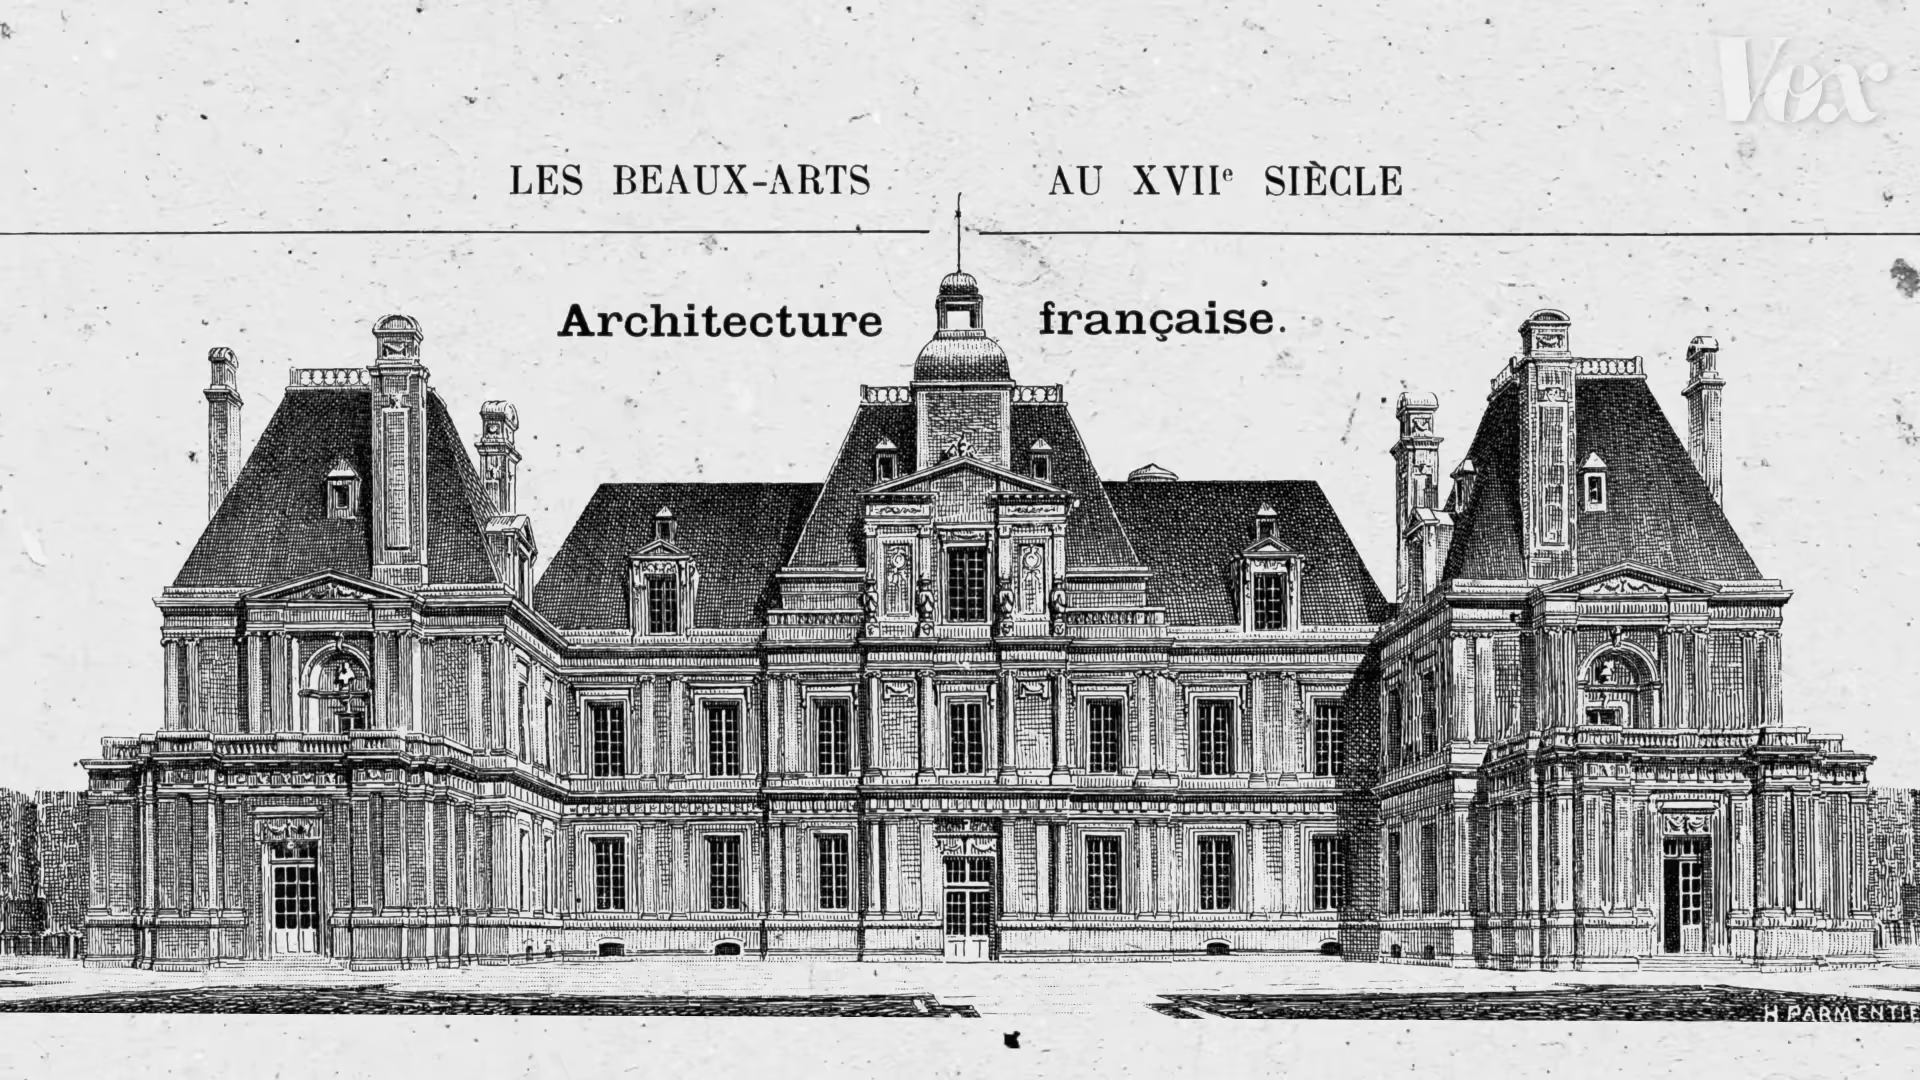 Vox
LES BEAUX-ARTS AU XVIIe SIÈCLE
Architecture française.
H PARMENTIE